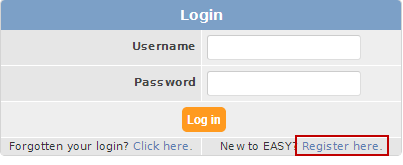 Login
Username
Password
Log in
Forgotten your login? Click here. New to EASY? Register here.